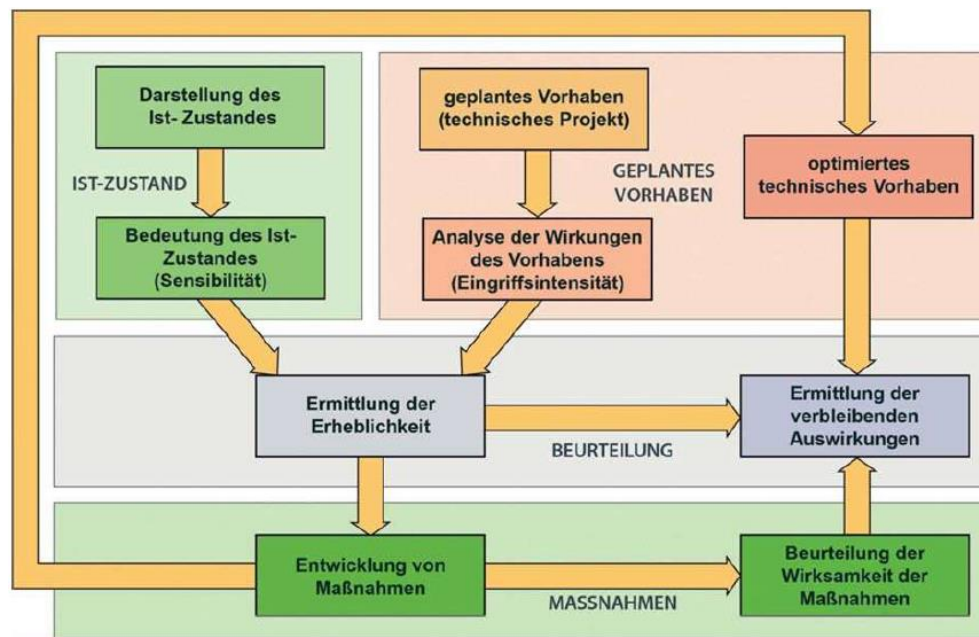 Darstellung des
Ist- Zustandes
geplantes Vorhaben
(technisches Projekt)
optimiertes
technisches Vorhaben
IST-ZUSTAND
GEPLANTES
VORHABEN
Bedeutung des Ist-
Zustandes
(Sensibilität)
Analyse der Wirkungen
des Vorhabens
(Eingriffsintensität)
Ermittlung der
Erheblichkeit
Ermittlung der
verbleibenden
Auswirkungen
BEURTEILUNG
Entwicklung von
Maßnahmen
Beurteilung der
Wirksamkeit der
Maßnahmen
MASSNAHMEN